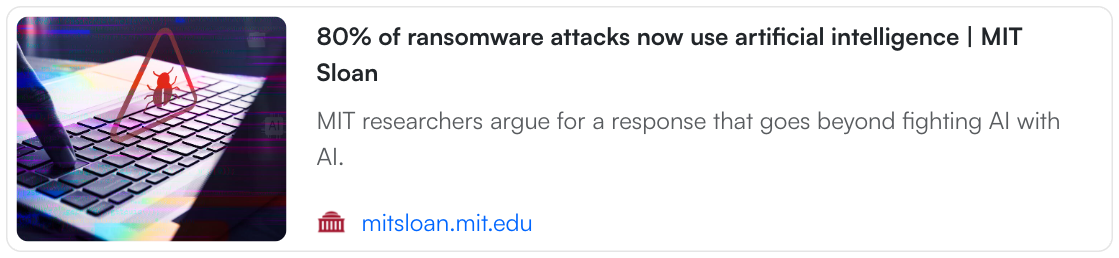 80% of ransomware attacks now use artificial intelligence | MIT
Sloan
MIT researchers argue for a response that goes beyond fighting AI with
AI.
mitsloan.mit.edu
AI